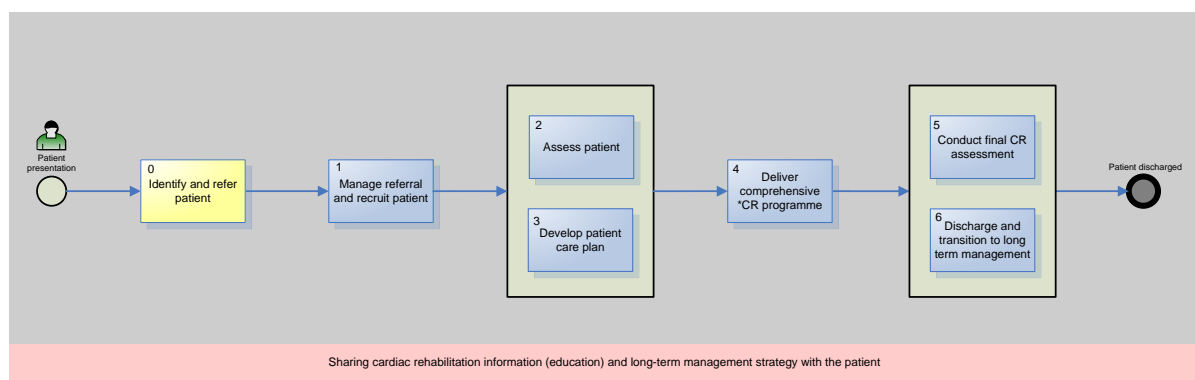 Patient
presentation
0
Identify and refer
patient
1
Manage referral
and recruit patient
2
Assess patient
3
Develop patient
care plan
4
Deliver
comprehensive
*CR programme
5
Conduct final CR
assessment
6
Discharge and
transition to long
term management
Patient discharged
Sharing cardiac rehabilitation information (education) and long-term management strategy with the patient